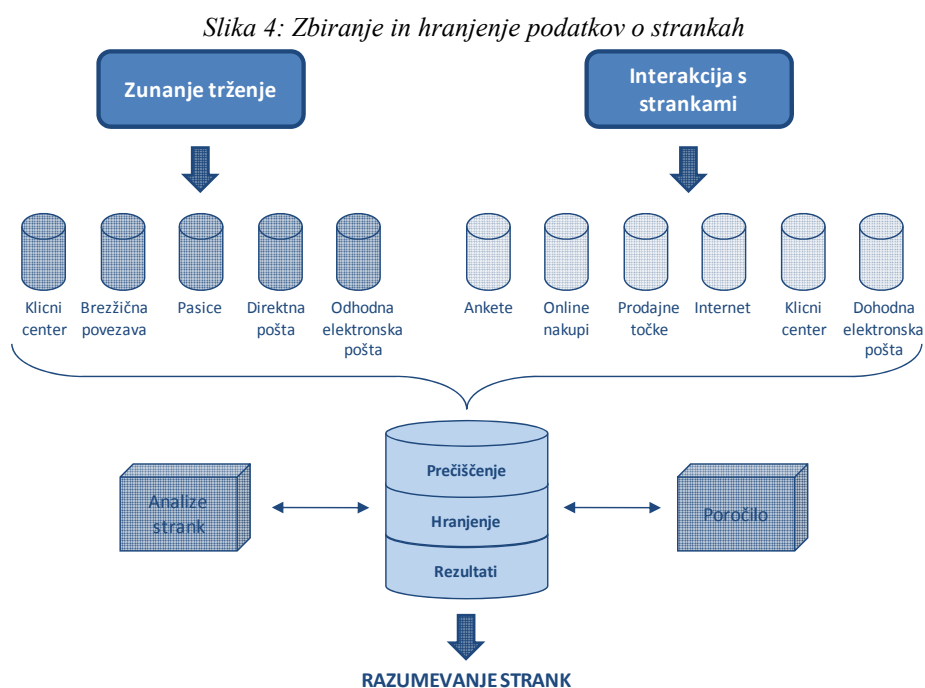 Slika 4: Zbiranje in hranjenje podatkov o strankah
Zunanje trženje
Interakcija s
strankami
Klicni
center
Brezžična
povezava
Pasice
Direktna
pošta
Odhodna
elektronska
pošta
Ankete
Online
nakupi
Prodajne
točke
Internet
Klicni
center
Dohodna
elektronska
pošta
Prečiščenje
Analize
strank
Hranjenje
Poročilo
Rezultati
RAZUMEVANJE STRANK